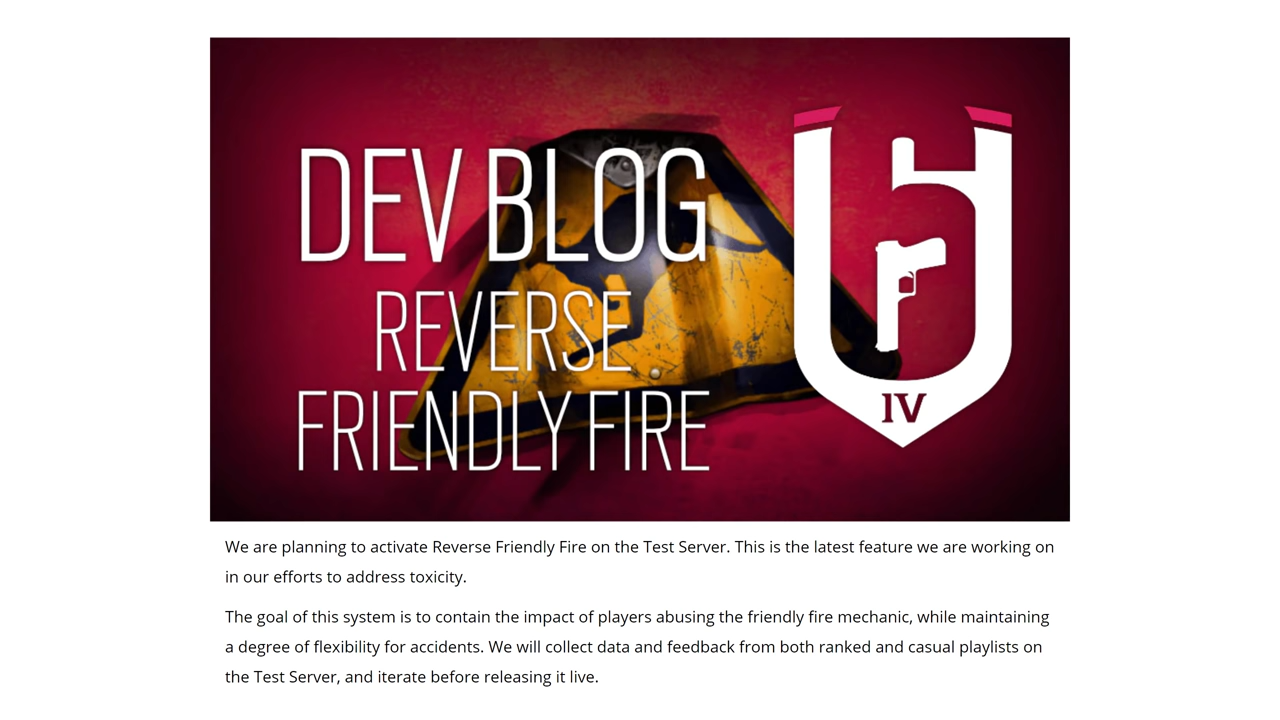 DEV BLOG
REVERSE
FRIENDLY FIRE
IV
We are planning to activate Reverse Friendly Fire on the Test Server. This is the latest feature we are working on
in our efforts to address toxicity.
The goal of this system is to contain the impact of players abusing the friendly fire mechanic, while maintaining
a degree of flexibility for accidents. We will collect data and feedback from both ranked and casual playlists on
the Test Server, and iterate before releasing it live.